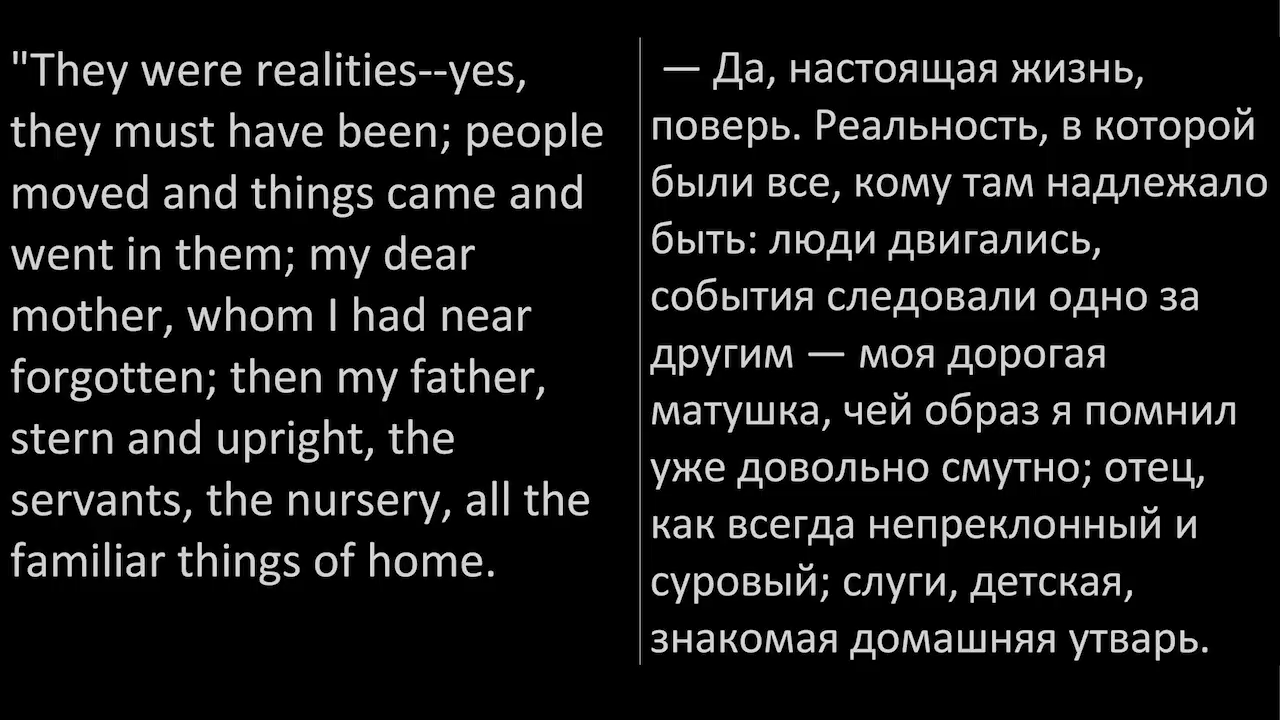 "They were realities--yes,
they must have been; people
moved and things came and
went in them; my dear
mother, whom I had near
forgotten; then my father,
stern and upright, the
servants, the nursery, all the
familiar things of home.
— Да, настоящая жизнь,
поверь. Реальность, в которой
были все, кому там надлежало
быть: люди двигались,
события следовали одно за
другим — моя дорогая
матушка, чей образ я помнил
уже довольно смутно; отец,
как всегда непреклонный и
суровый; слуги, детская,
знакомая домашняя утварь.